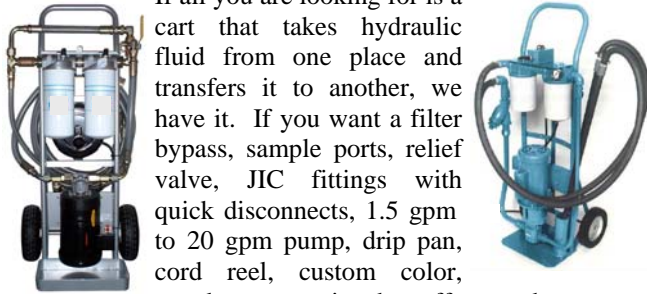 cart that takes hydraulic
fluid from one place and
transfers it to another, we
have it.  If you want a filter
bypass, sample ports, relief
valve, JIC fittings with
quick disconnects, 1.5 gpm
to 20 gpm pump, drip pan,
cord reel, custom color,